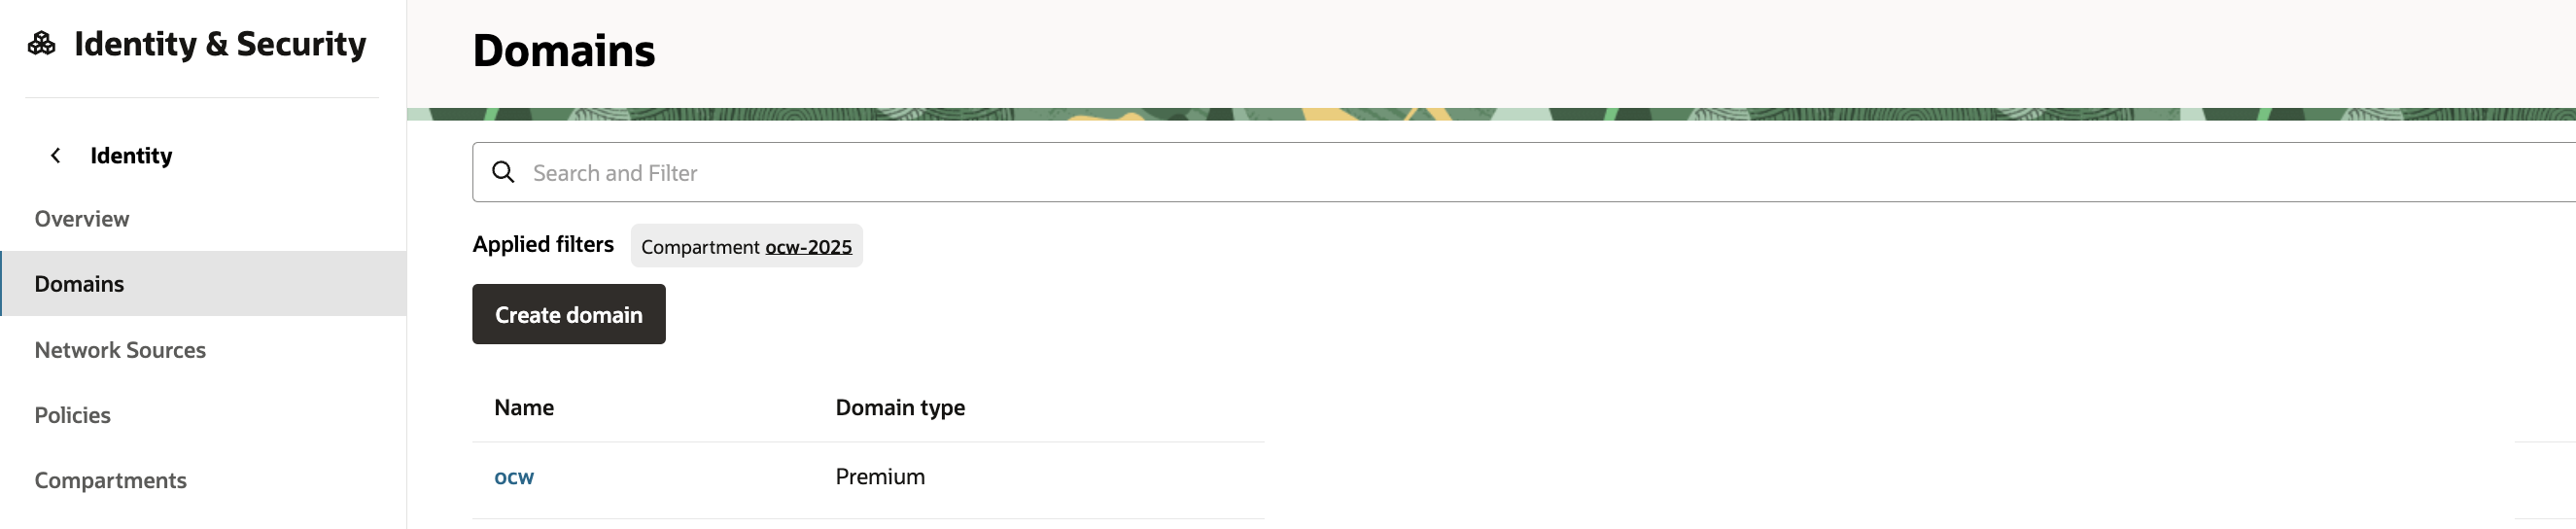 Identity & Security
Identity
Overview
Domains
Network Sources
Policies
Compartments
Domains
Search and Filter
Applied filters Compartment ocw-2025
Create domain
Name Domain type
ocw Premium